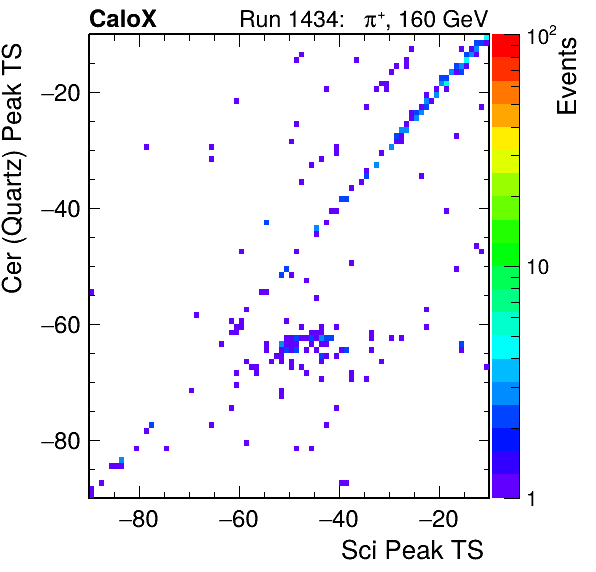 CaloX Run 1434: π⁺, 160 GeV
Cer (Quartz) Peak TS
−20
−40
−60
−80
−80 −60 −40 −20
Sci Peak TS
10²
10
1
Events